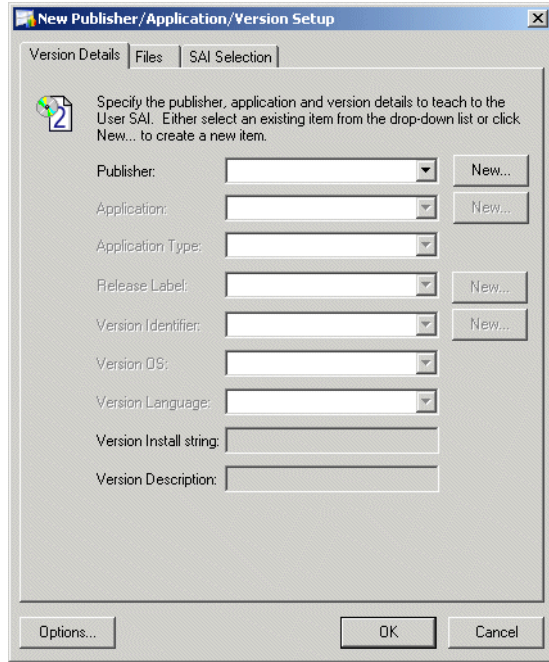 New Publisher/Application/Version Setup
Version Details Files SAI Selection
2
Specify the publisher, application and version details to teach to the
User SAI. Either select an existing item from the drop-down list or click
New... to create a new item.
Publisher: New...
Application: New...
Application Type:
Release Label: New...
Version Identifier: New...
Version OS:
Version Language:
Version Install string:
Version Description:
Options... OK Cancel